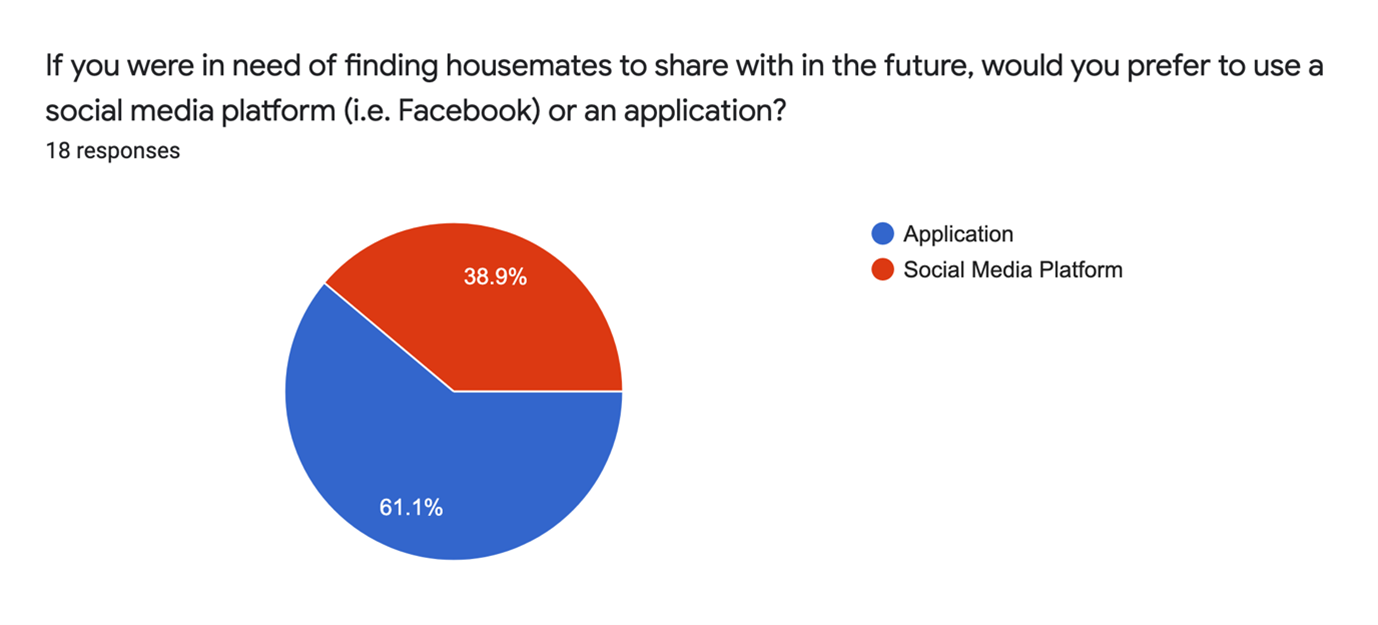 If you were in need of finding housemates to share with in the future, would you prefer to use a
social media platform (i.e. Facebook) or an application?
18 responses
Application
Social Media Platform
38.9%
61.1%